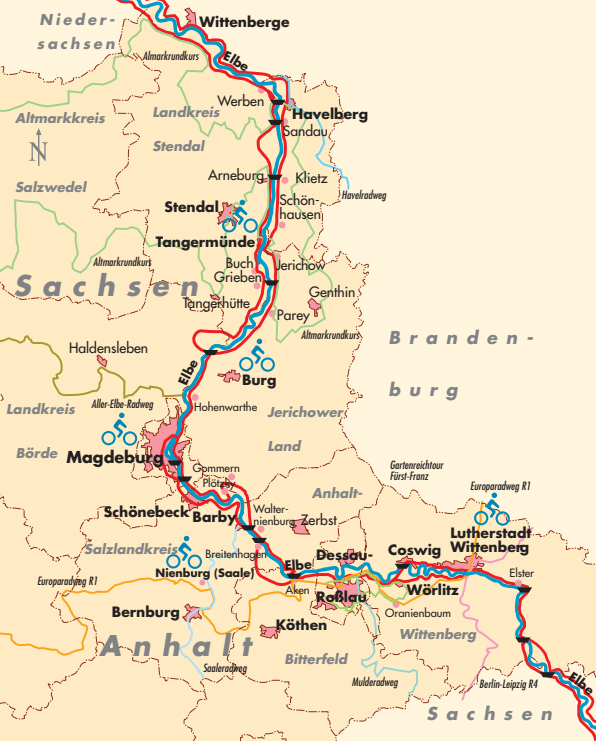 Nieder-
sachsen
Wittenberge
Almarkrundkurs
Elbe
Werben
Havelberg
Landkreis
Stendal
Altmarkkreis
Salzwedel
N
Sandau
Arneburg
Klietz
Havelradweg
Schön-
hausen
Stendal
Tangermünde
Altmarkrundkurs
Buch
Grieben
Jerichow
Sachsen
Genthin
Tangerhütte
Parey
Altmarkrundkurs
Branden-
burg
Haldensleben
Elbe
Burg
Landkreis
Börde
Aller-Elbe-Radweg
Hohenwarthe
Jerichower
Land
Magdeburg
Gommern
Plötzky
Gartenreichtour
Fürst-Franz
Anhalt-
Europaradweg R1
Schönebeck
Barby
Walter-
nienburg
Zerbst
Lutherstadt
Wittenberg
Salzlandkreis
Breitenhagen
Dessau-
Coswig
Nienburg (Saale)
Elbe
Elster
Europaradweg R1
Aken
Roßlau
Wörlitz
Bernburg
Oranienbaum
Köthen
Wittenberg
Anhalt
Bitterfeld
Saaleradweg
Mulderadweg
Berlin-Leipzig R4
Elbe
Sachsen